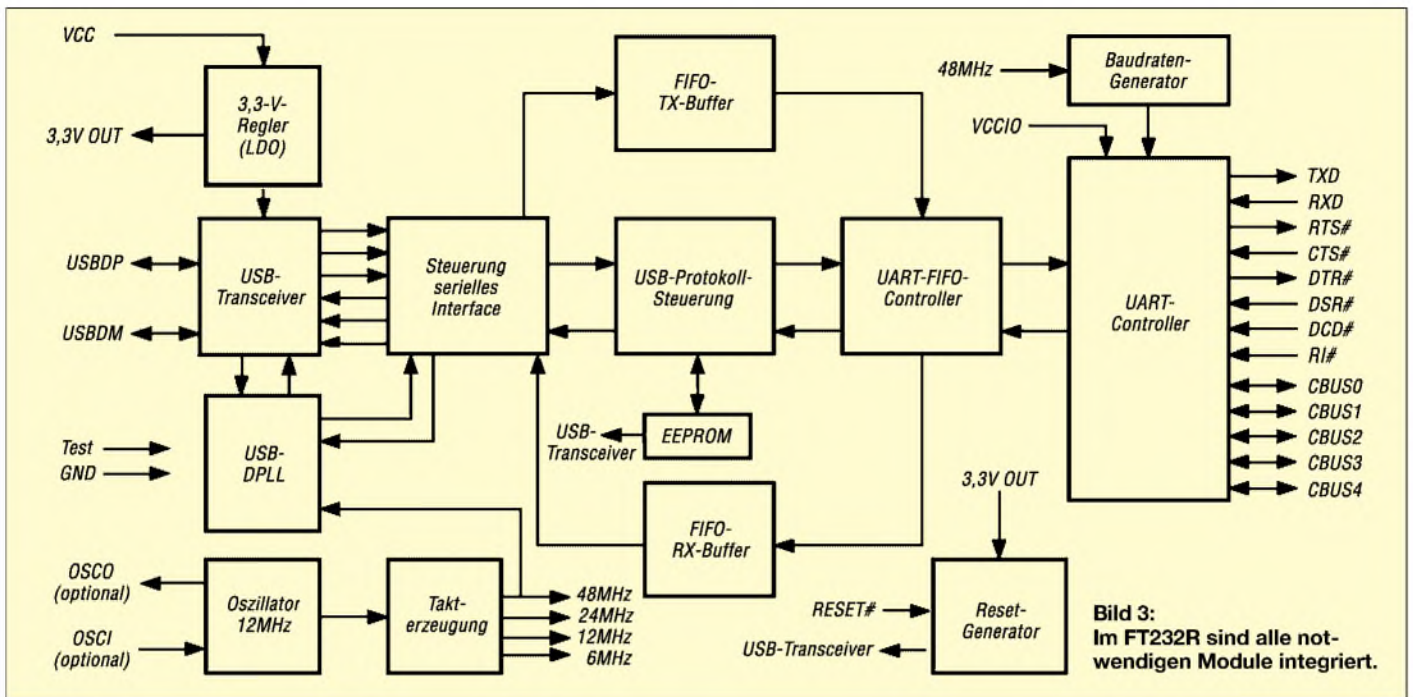 VCC
3,3-V-
Regler
(LDO)
3,3V OUT
FIFO-
TX-Buffer
48MHz
Baudraten-
Generator
VCCIO
USBDP
USBDM
USB-
Transceiver
Steuerung
serielles
Interface
USB-Protokoll-
Steuerung
UART-FIFO-
Controller
UART-
Controller
TXD
RXD
RTS#
CTS#
DTR#
DSR#
DCD#
RI#
CBUS0
CBUS1
CBUS2
CBUS3
CBUS4
Test
GND
USB-
DPLL
USB-
Transceiver
EEPROM
FIFO-
RX-Buffer
3,3V OUT
OSCO
(optional)
OSCI
(optional)
Oszillator
12MHz
Takt-
erzeugung
48MHz
24MHz
12MHz
6MHz
RESET#
USB-Transceiver
Reset-
Generator
Bild 3:
Im FT232R sind alle not-
wendigen Module integriert.